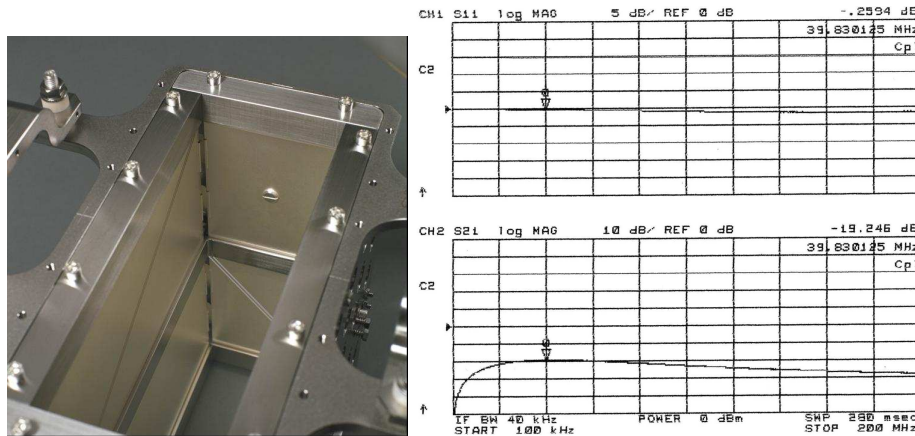 CH1 S11 log MAG 5 dB/ REF 0 dB -.2594 dB
39.830125 MHz
Cp
C2
CH2 S21 log MAG 10 dB/ REF 0 dB -19.246 dB
39.830125 MHz
Cp
C2
IF BW 40 kHz POWER 0 dBm SWP 280 msec
START 100 kHz STOP 200 MHz